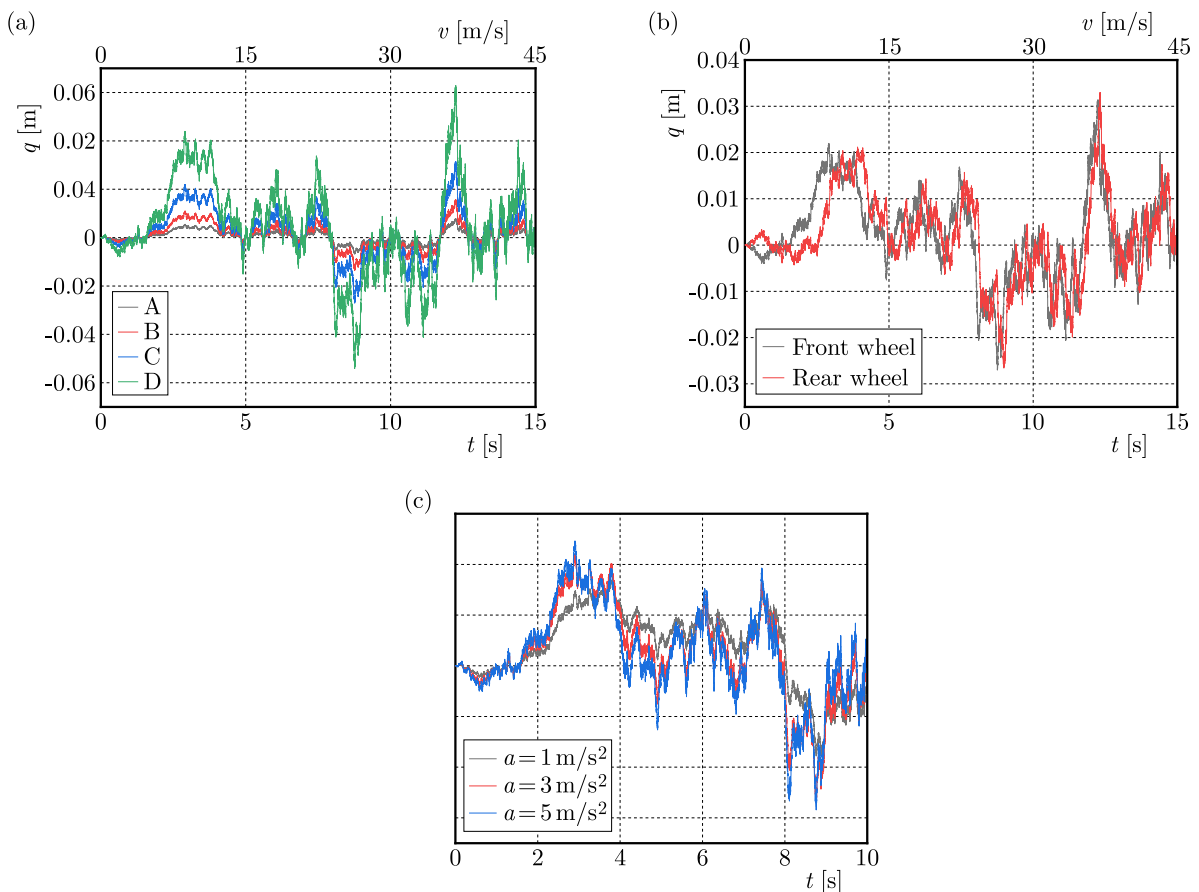 (a)
v [m/s]
0 15 30 45
q [m]
0.06
0.02
0.04
0
-0.02
-0.04
-0.06
A
B
C
D
0 5 10 15
t [s]
(b)
v [m/s]
0 15 30 45
q [m]
0.04
0.03
0.02
0.01
0
-0.01
-0.02
-0.03
Front wheel
Rear wheel
0 5 10 15
t [s]
(c)
a = 1 m/s²
a = 3 m/s²
a = 5 m/s²
0 2 4 6 8 10
t [s]